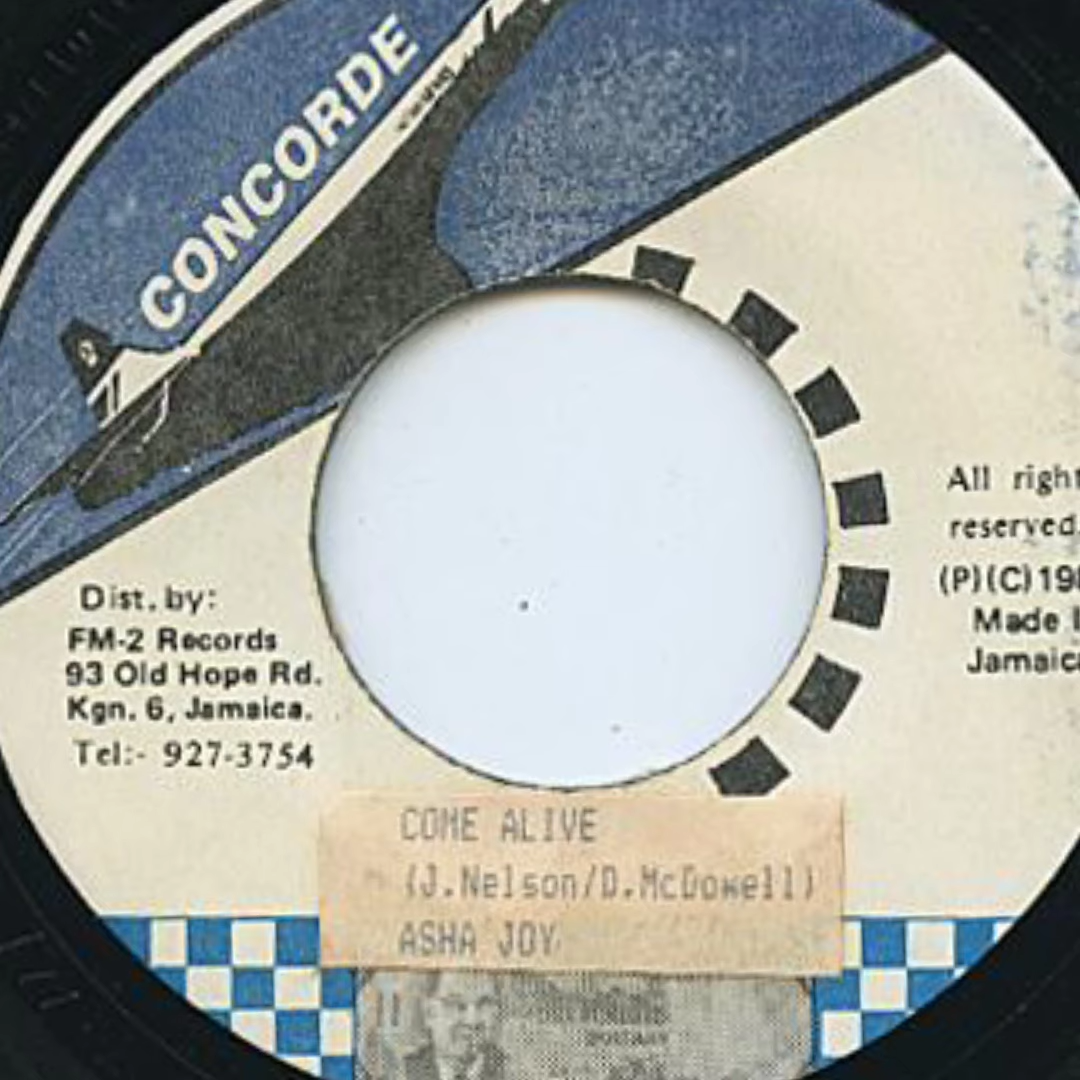 CONCORDE
All right
reserved.
(P)(C) 198
Made I
Jamaica
Dist. by:
FM-2 Records
93 Old Hope Rd.
Kgn. 6, Jamaica.
Tel:- 927-3754
COME ALIVE
(J.Nelson/D.McDowell)
ASHA JOY